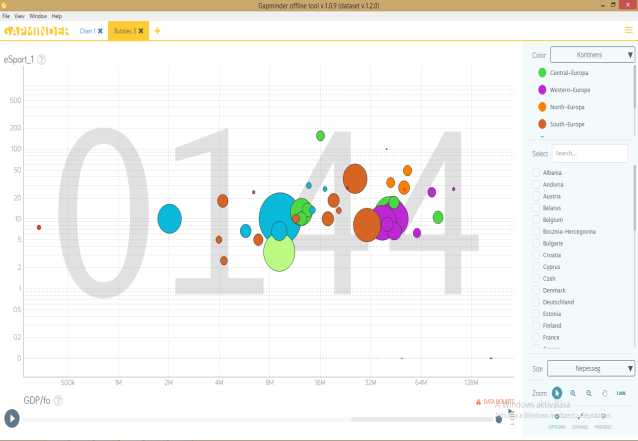 Gapminder offline tool v.1.0.9 (dataset v.1.2.0)
File View Window Help
GAPMINDER Chart 1 ✖ Bubbles 3 ✖ +
eSport_1 ?
0144
500
200
100
50
20
10
5
2
1
0.5
0.2
0
500k 1M 2M 4M 8M 16M 32M 64M 128M
GDP/fo ?
DATA DOUBTS
Color Kontinens
Central-Europa
Western-Europa
North-Europa
South-Europa
Select Search...
Albania
Andorra
Austria
Belarus
Belgium
Bosznia-Hercegovina
Bulgarie
Croatia
Cyprus
Czeh
Denmark
Deutschland
Estonia
Finland
France
Size Nepesseg
Zoom 100%
A Windows aktiválása
OPTIONS EXPAND PRESENT